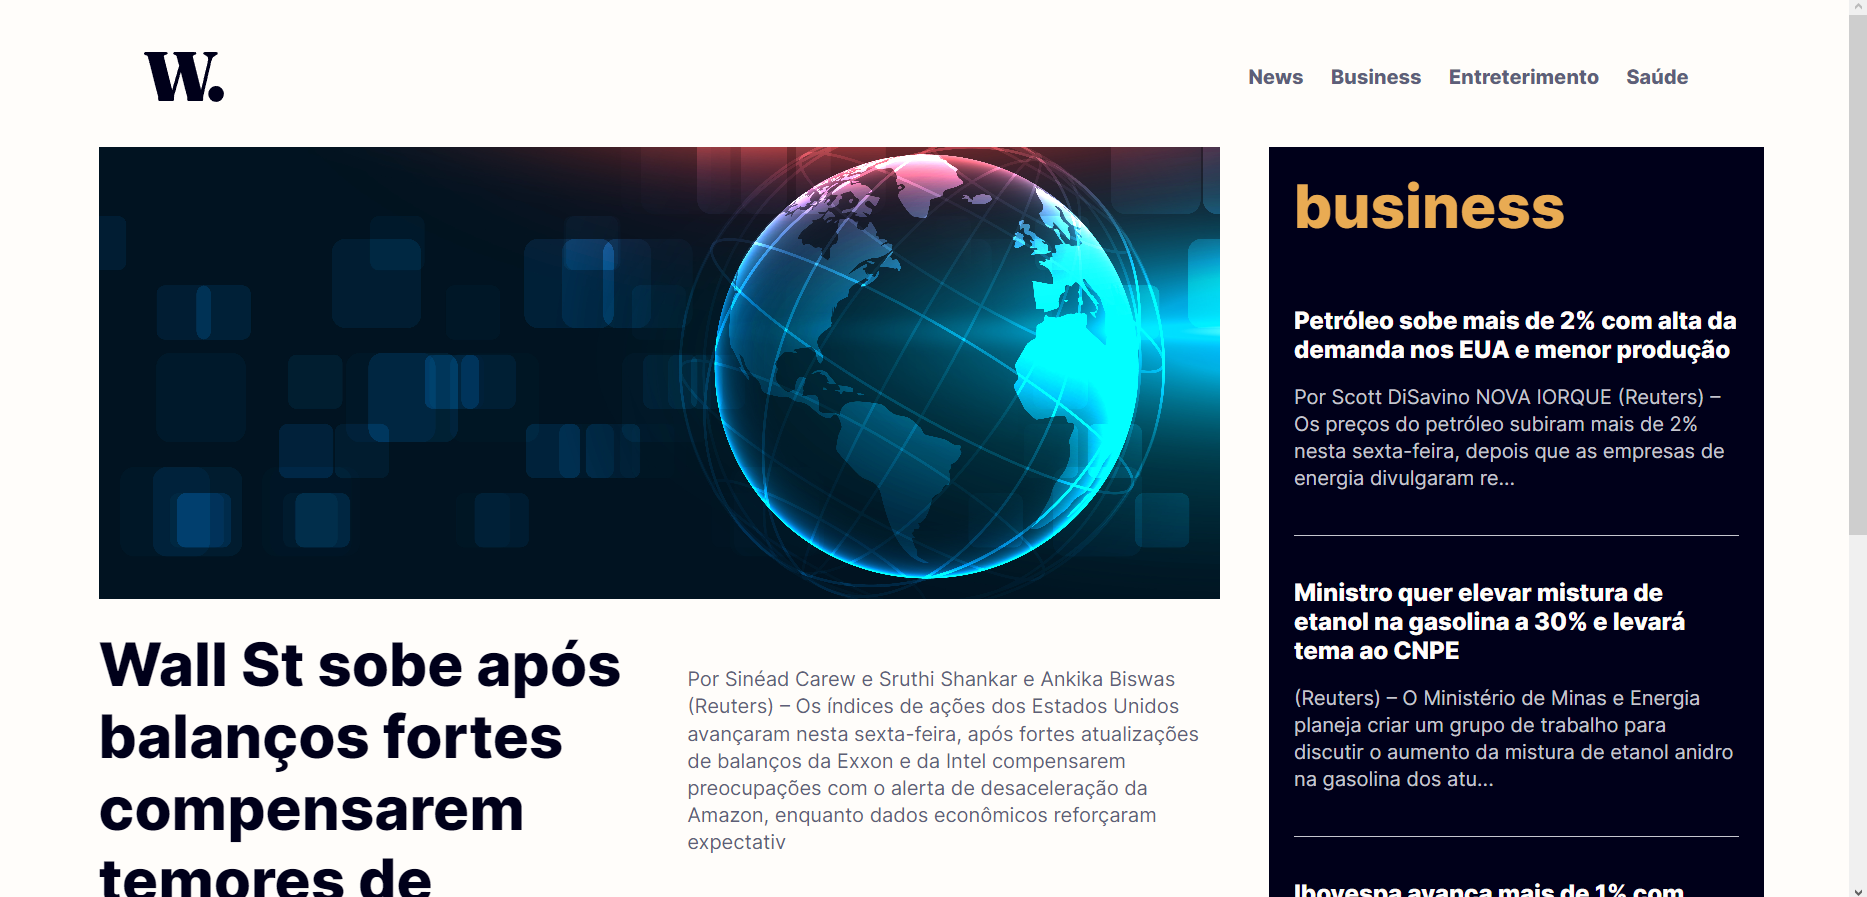 W.
News Business Entreterimento Saúde
Wall St sobe após
balanços fortes
compensarem
temores de
Por Sinéad Carew e Sruthi Shankar e Ankika Biswas
(Reuters) – Os índices de ações dos Estados Unidos
avançaram nesta sexta-feira, após fortes atualizações
de balanços da Exxon e da Intel compensarem
preocupações com o alerta de desaceleração da
Amazon, enquanto dados econômicos reforçaram
expectativ
business
Petróleo sobe mais de 2% com alta da
demanda nos EUA e menor produção
Por Scott DiSavino NOVA IORQUE (Reuters) –
Os preços do petróleo subiram mais de 2%
nesta sexta-feira, depois que as empresas de
energia divulgaram re...
Ministro quer elevar mistura de
etanol na gasolina a 30% e levará
tema ao CNPE
(Reuters) – O Ministério de Minas e Energia
planeja criar um grupo de trabalho para
discutir o aumento da mistura de etanol anidro
na gasolina dos atu...
Ibovespa avança mais de 1% com